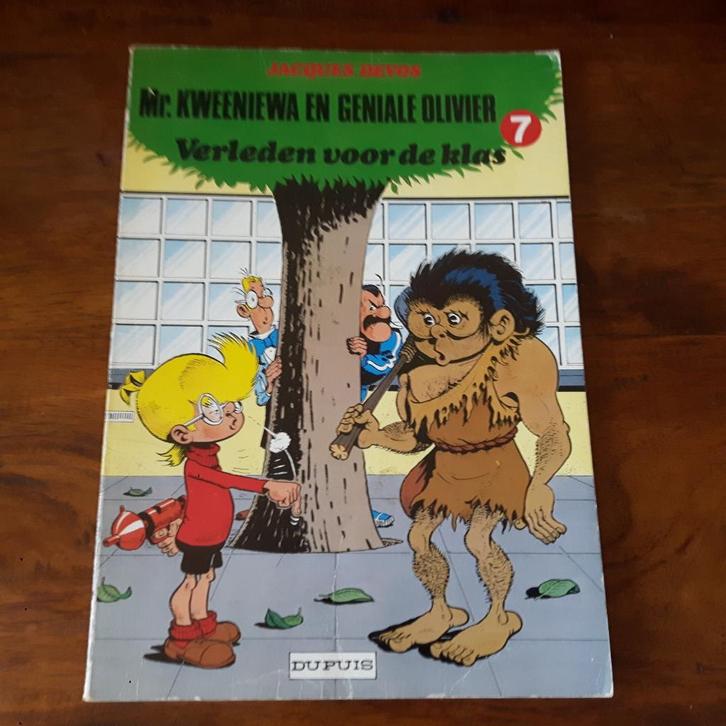 JACQUES DEVOS
Mr. KWEENIEWA EN GENIALE OLIVIER
7
Verleden voor de klas
DUPUIS